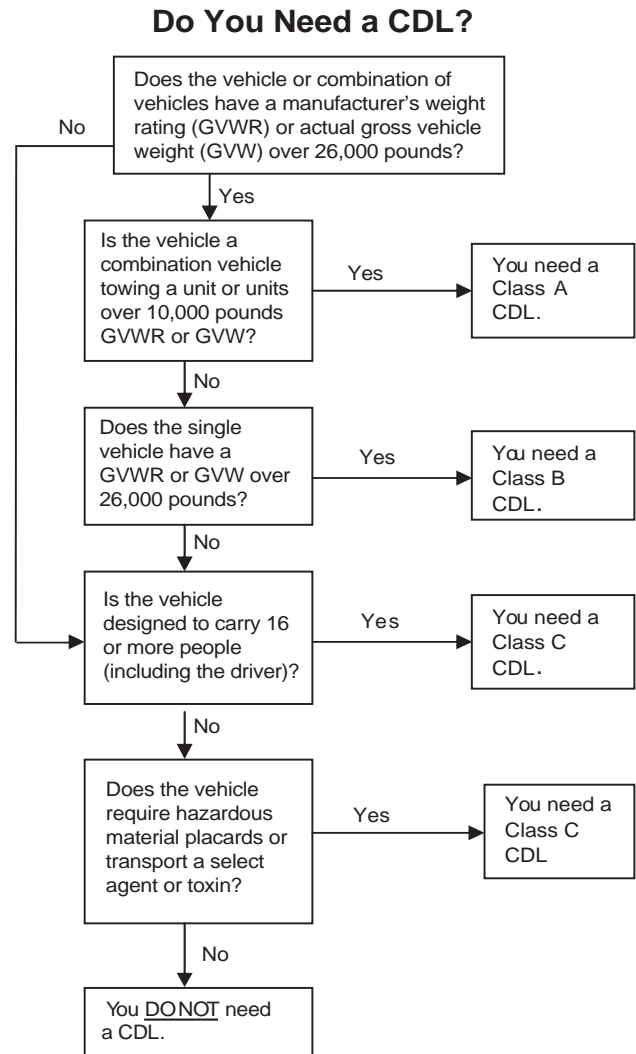 Do You Need a CDL?
Does the vehicle or combination of
vehicles have a manufacturer's weight
rating (GVWR) or actual gross vehicle
weight (GVW) over 26,000 pounds?
No
Yes
Is the vehicle a
combination vehicle
towing a unit or units
over 10,000 pounds
GVWR or GVW?
Yes
You need a
Class A
CDL.
No
Does the single
vehicle have a
GVWR or GVW over
26,000 pounds?
Yes
You need a
Class B
CDL.
No
Is the vehicle
designed to carry 16
or more people
(including the driver)?
Yes
You need a
Class C
CDL.
No
Does the vehicle
require hazardous
material placards or
transport a select
agent or toxin?
Yes
You need a
Class C
CDL
No
You DO NOT need
a CDL.